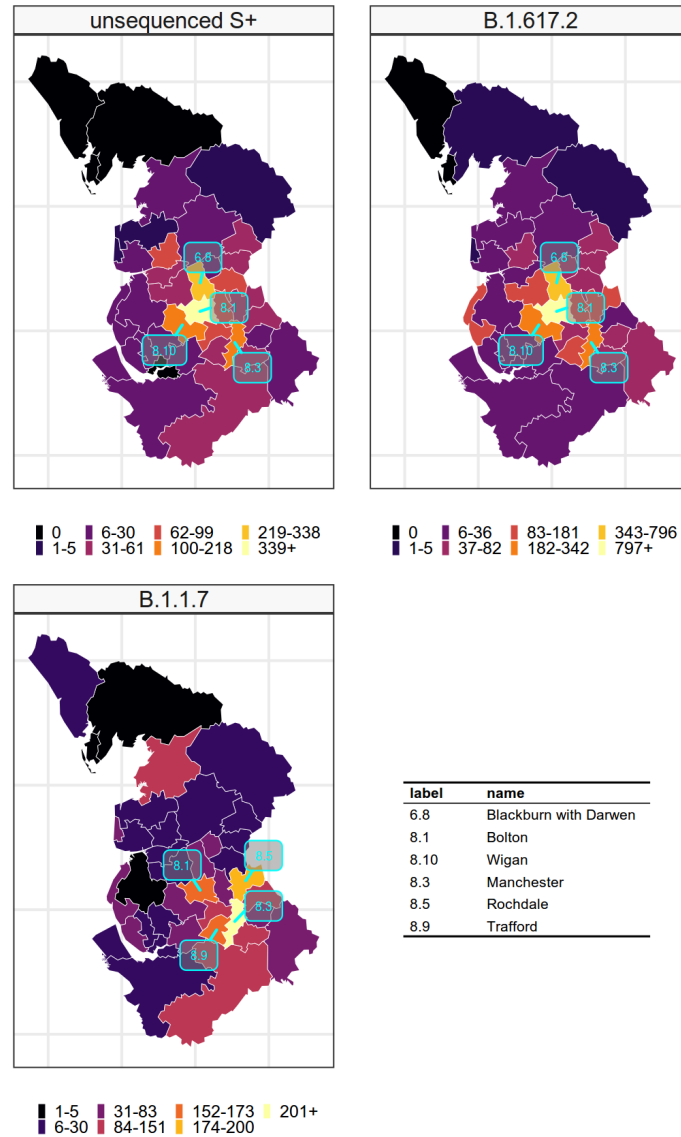 unsequenced S+
B.1.617.2
6.8
8.1
8.10
8.3
6.8
8.1
8.10
8.3
0 6-30 62-99 219-338
1-5 31-61 100-218 339+
0 6-36 83-181 343-796
1-5 37-82 182-342 797+
B.1.1.7
8.1
8.5
8.3
8.9
label name
6.8 Blackburn with Darwen
8.1 Bolton
8.10 Wigan
8.3 Manchester
8.5 Rochdale
8.9 Trafford
1-5 31-83 152-173 201+
6-30 84-151 174-200